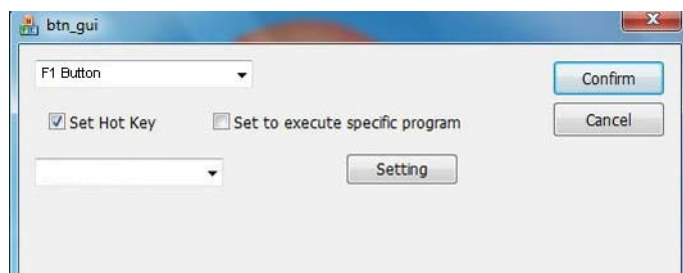 btn_gui
F1 Button
Confirm
Set Hot Key
Set to execute specific program
Cancel
Setting